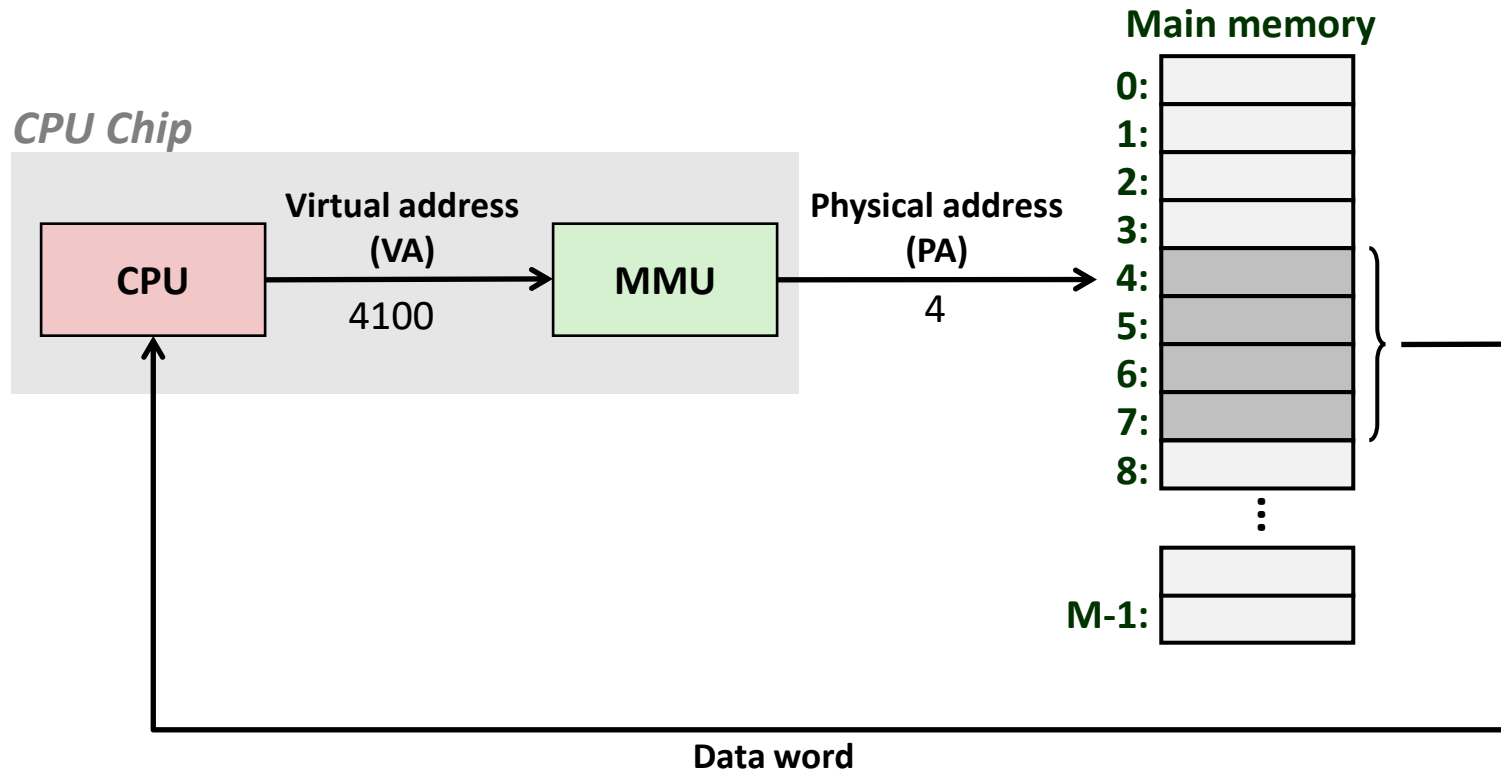 Main memory
0:
1:
CPU Chip
2:
Virtual address
(VA)
Physical address
(PA)
3:
CPU
MMU
4:
4100
4
5:
6:
7:
8:
⋮
M-1:
Data word